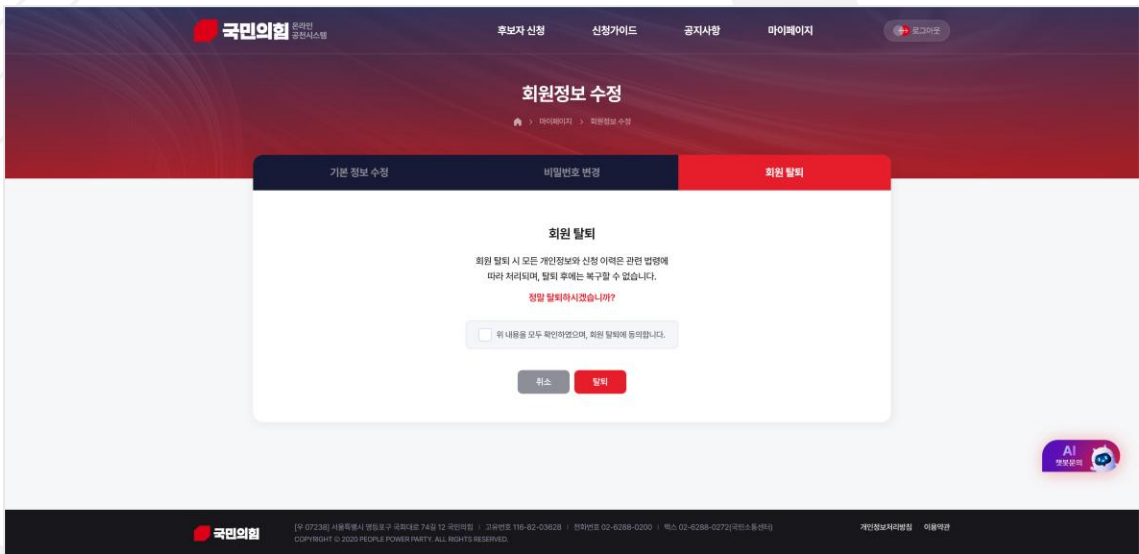 국민의힘 온라인 공천시스템
후보자 신청 신청가이드 공지사항 마이페이지 로그아웃
회원정보 수정
마이페이지 > 회원정보 수정
기본 정보 수정 비밀번호 변경 회원 탈퇴
회원 탈퇴
회원 탈퇴 시 모든 개인정보와 신청 이력은 관련 법령에
따라 처리되며, 탈퇴 후에는 복구할 수 없습니다.
정말 탈퇴하시겠습니까?
위 내용을 모두 확인하였으며, 회원 탈퇴에 동의합니다.
취소 탈퇴
AI
챗봇문의
국민의힘
[우 07238] 서울특별시 영등포구 국회대로 74길 12 국민의힘 | 고유번호 116-82-03628 | 전화번호 02-6288-0200 | 팩스 02-6288-0272(국민소통센터) 개인정보처리방침 이용약관
COPYRIGHT © 2020 PEOPLE POWER PARTY. ALL RIGHTS RESERVED.